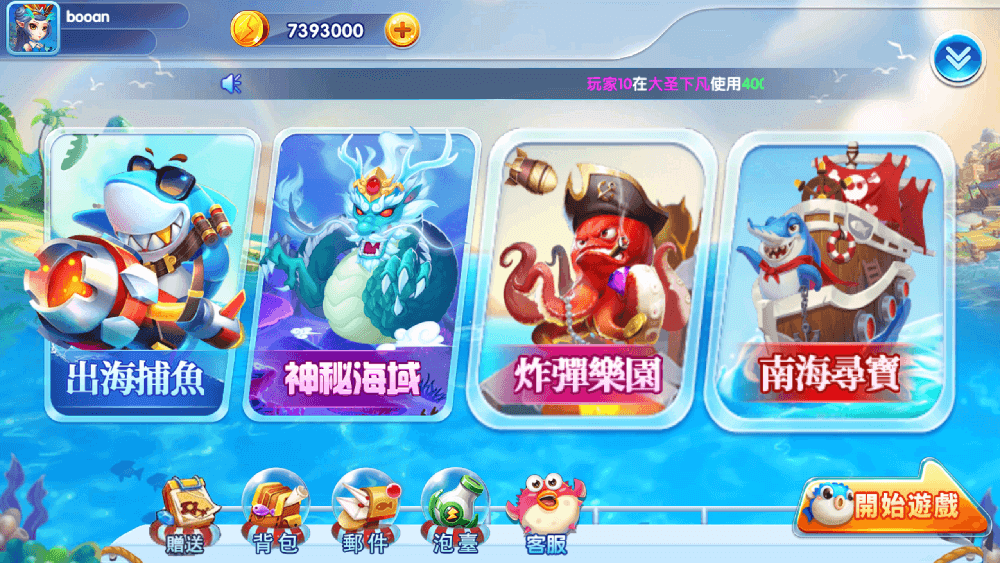 booan
7393000
玩家10在大圣下凡使用400
出海捕魚
神秘海域
炸彈樂園
南海尋寶
贈送
背包
郵件
泡臺
客服
開始遊戲